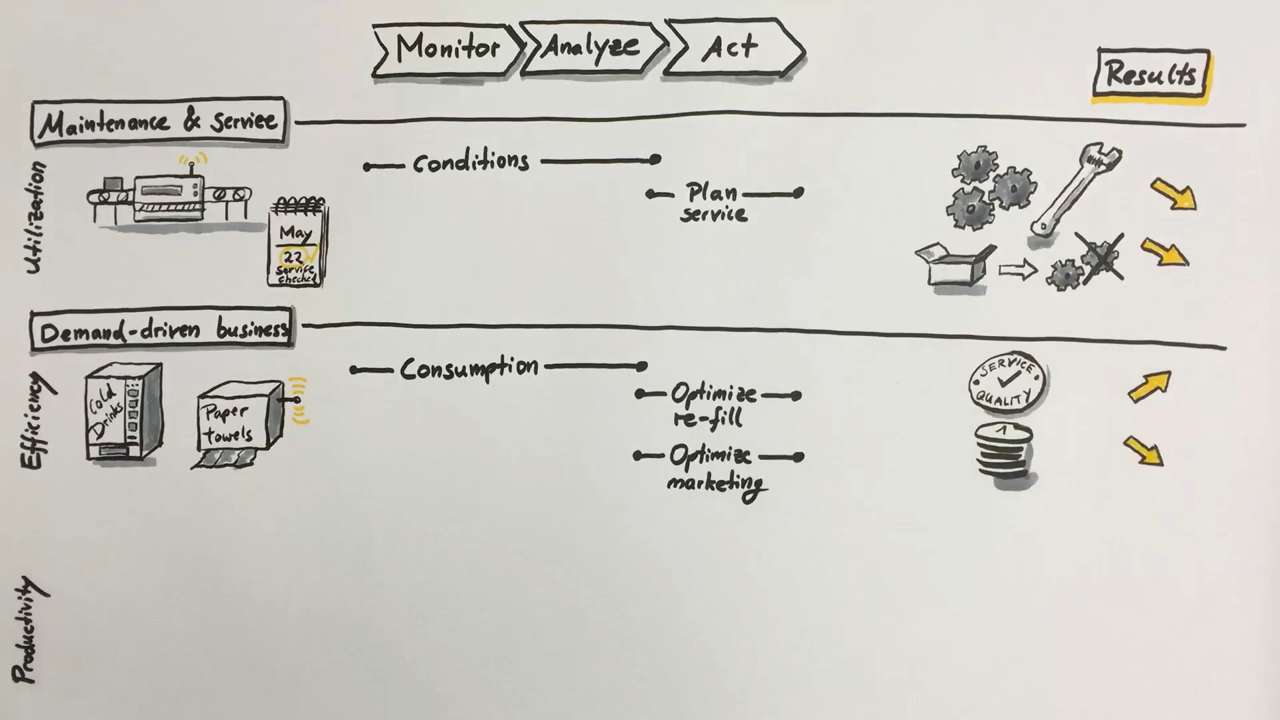 Monitor
Analyze
Act
Results
Maintenance & service
Utilization
May
22
service
checked
Conditions
Plan
service
Demand-driven business
Efficiency
Cold
Drinks
Paper
towels
Consumption
Optimize
re-fill
Optimize
marketing
SERVICE
QUALITY
1
Productivity